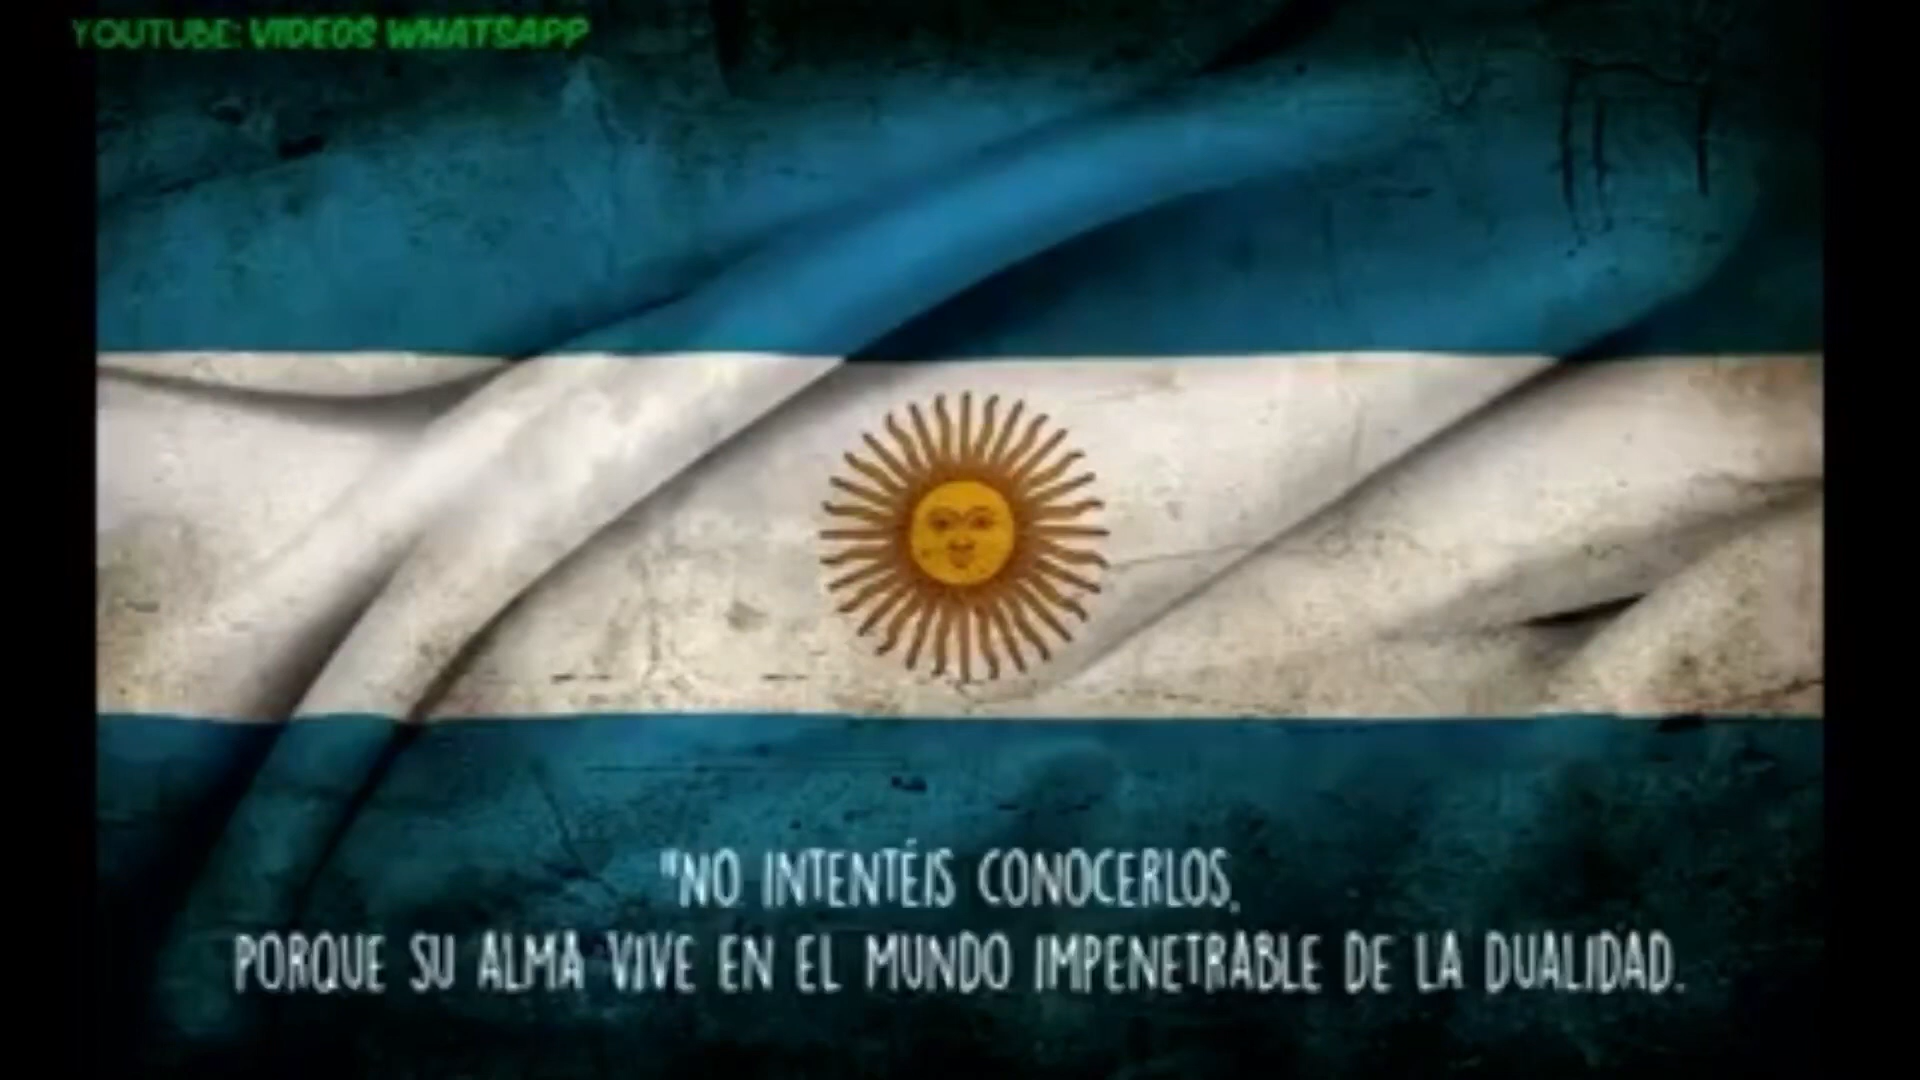 YOUTUBE: VIDEOS WHATSAPP
"NO INTENTÉIS CONOCERLOS,
PORQUE SU ALMA VIVE EN EL MUNDO IMPENETRABLE DE LA DUALIDAD.